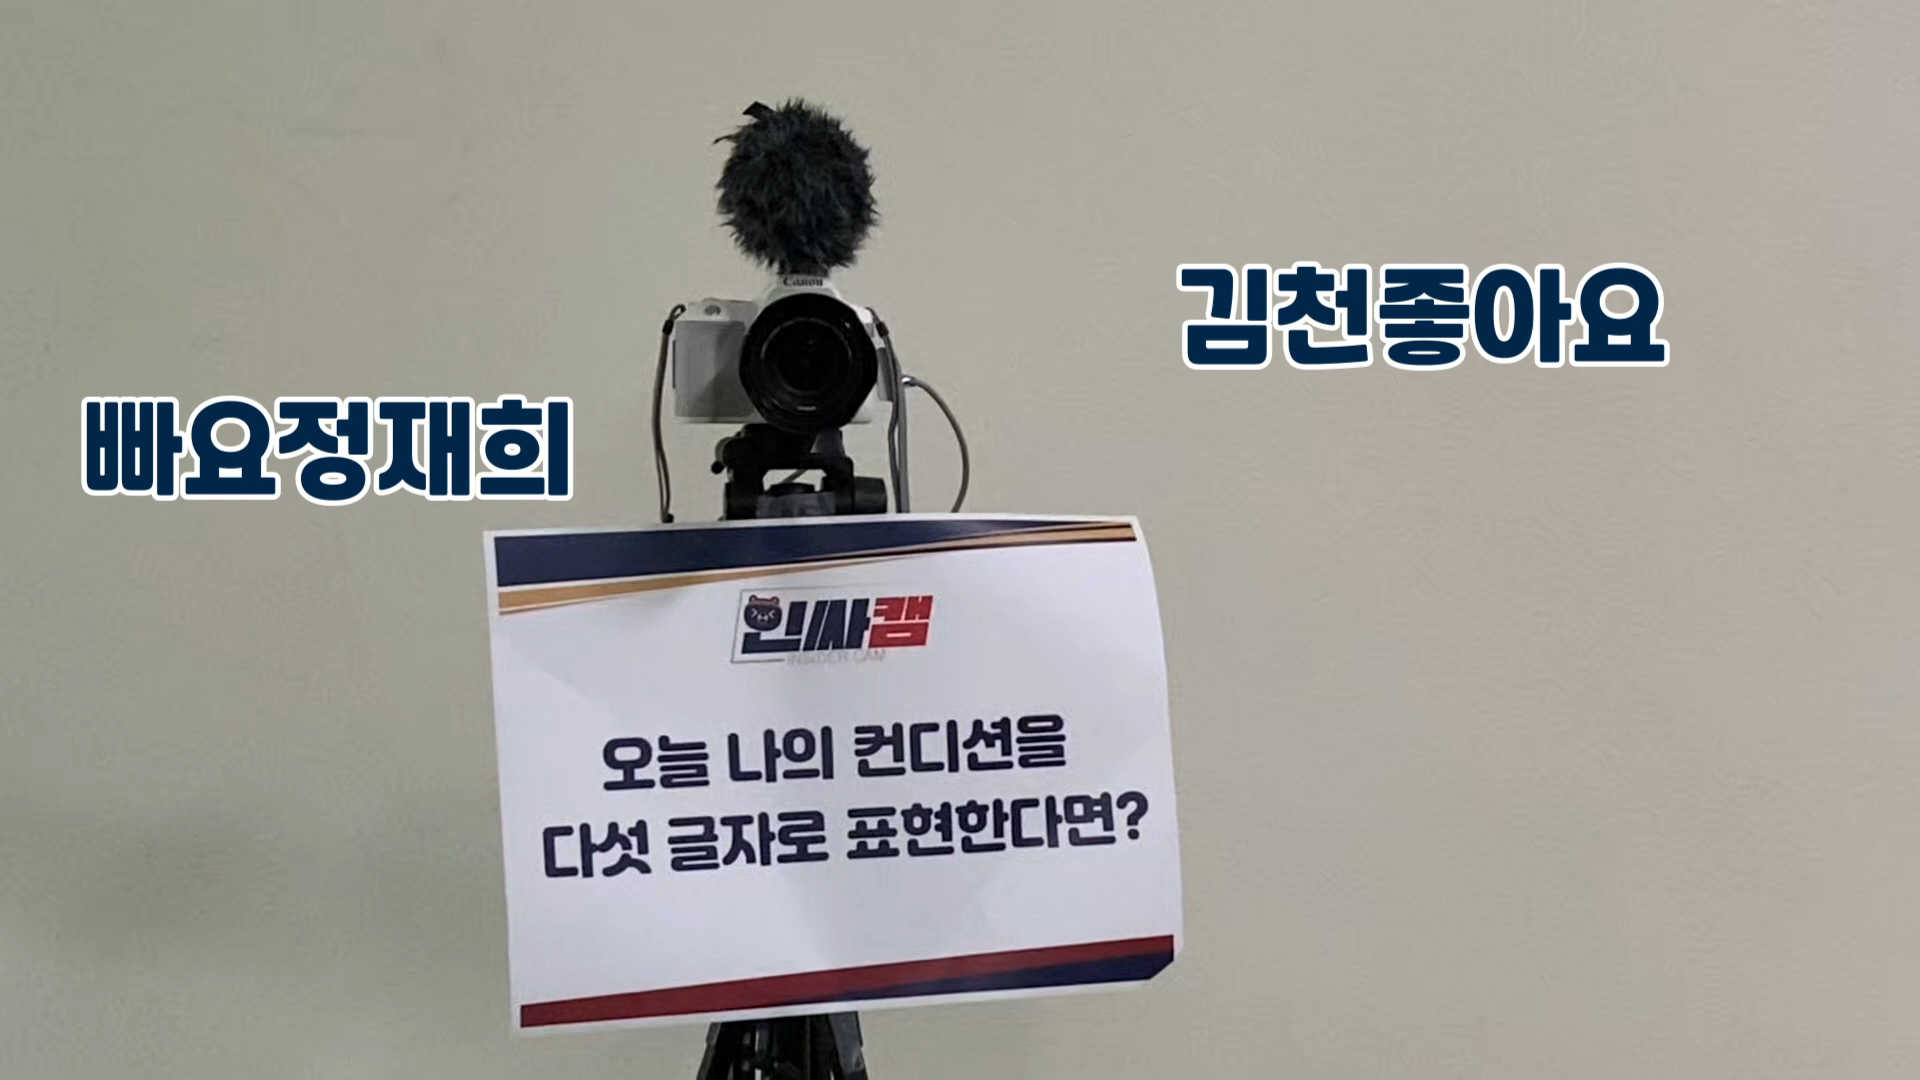 김천좋아요
빠요정재희
Canon
인싸캠
INSIDER CAM
오늘 나의 컨디션을
다섯 글자로 표현한다면?